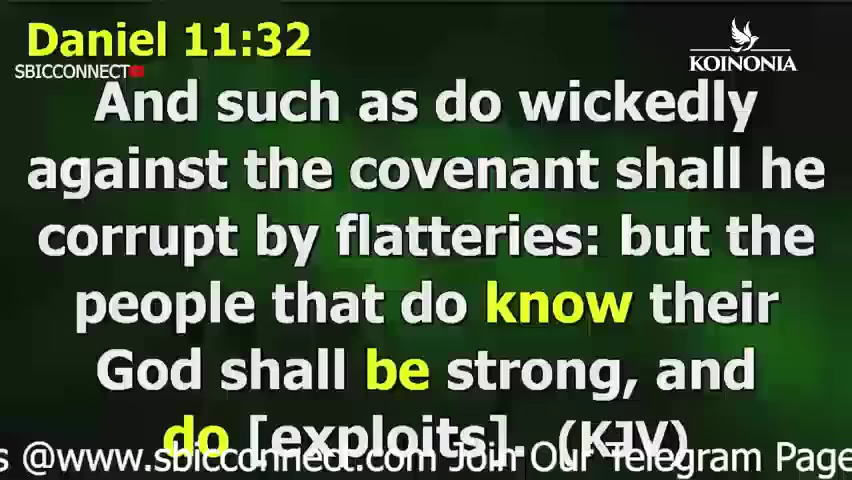 Daniel 11:32
SBICCONNECT
KOINONIA
And such as do wickedly
against the covenant shall he
corrupt by flatteries: but the
people that do know their
God shall be strong, and
do [exploits]. (KJV)
s @www.sbicconnect.com Join Our Telegram Page